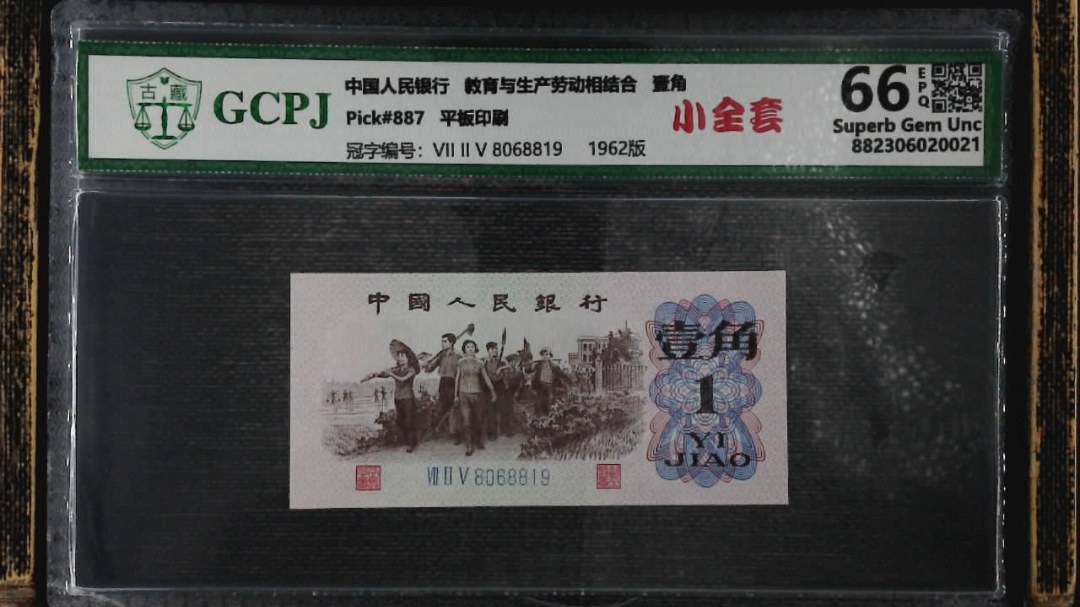 古藏
GCPJ
中国人民银行 教育与生产劳动相结合 壹角
Pick#887 平板印刷
冠字编号: VII II V 8068819 1962版
小全套
66
EPQ
Superb Gem Unc
882306020021
中國人民銀行
壹角
1
YI
JIAO
VII II V 8068819